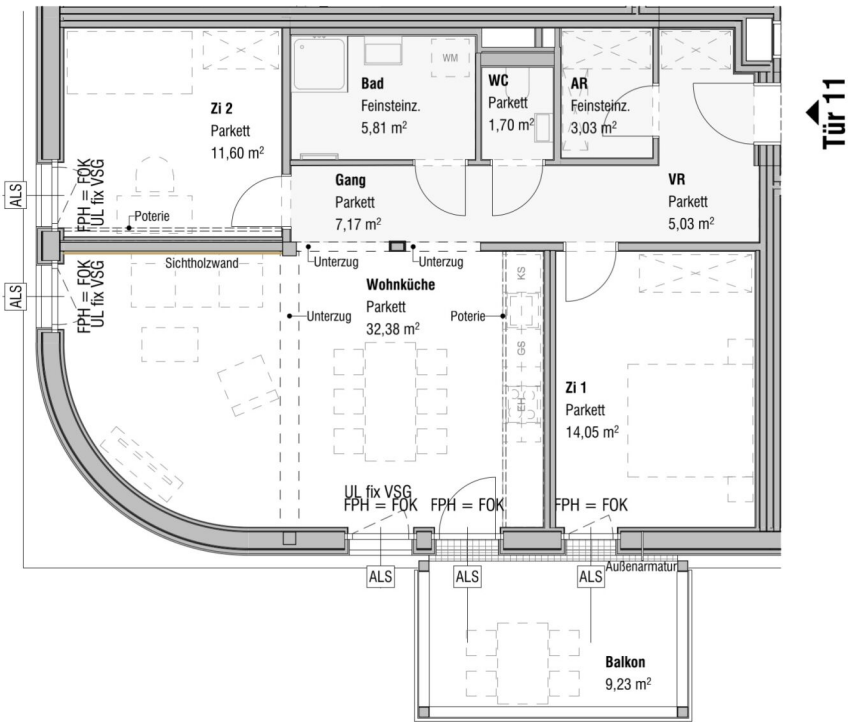 Zi 2
Parkett
11,60 m²
Bad
Feinsteinz.
5,81 m²
WM
WC
Parkett
1,70 m²
AR
Feinsteinz.
3,03 m²
Tür 11
ALS
FPH = FOK
UL fix VSG
Poterie
Gang
Parkett
7,17 m²
VR
Parkett
5,03 m²
ALS
FPH = FOK
UL fix VSG
Sichtholzwand
Unterzug
Unterzug
Unterzug
Wohnküche
Parkett
32,38 m²
Poterie
KS
GS
EH
Zi 1
Parkett
14,05 m²
UL fix VSG
FPH = FOK
FPH = FOK
FPH = FOK
ALS
ALS
ALS
Außenarmatur
Balkon
9,23 m²